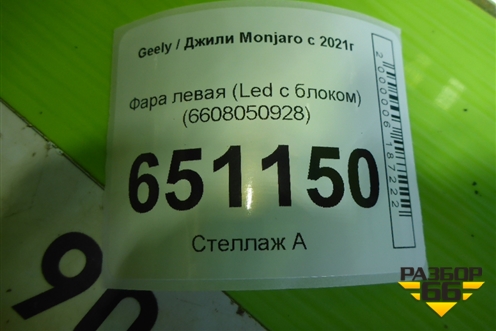 Geely / Джили Monjaro с 2021г
Фара левая (Led с блоком)
(6608050928)
651150
Стеллаж А
2000006187222
РАЗБОР
66